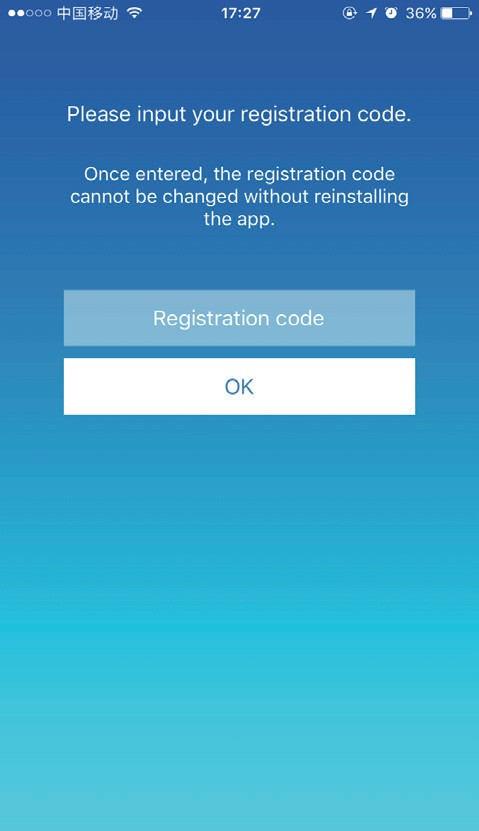 中国移动 17:27 36%
Please input your registration code.
Once entered, the registration code
cannot be changed without reinstalling
the app.
Registration code
OK